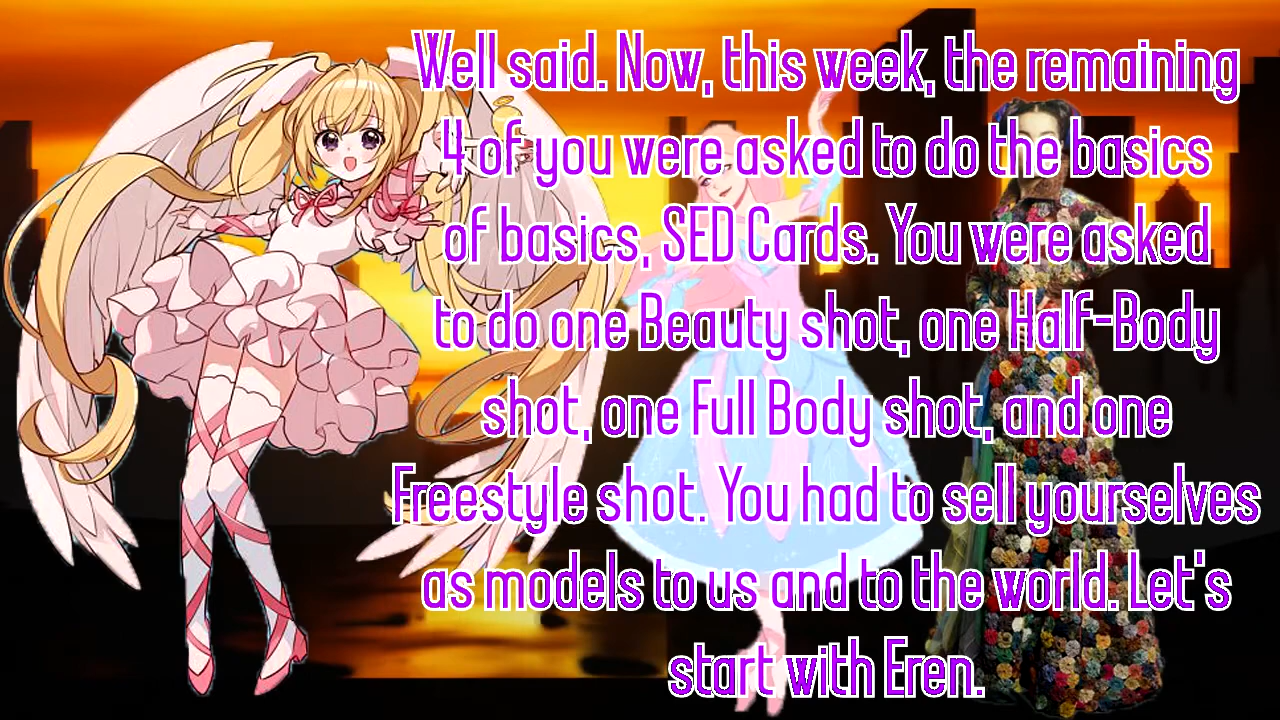 Well said. Now, this week, the remaining
4 of you were asked to do the basics
of basics, SED Cards. You were asked
to do one Beauty shot, one Half-Body
shot, one Full Body shot, and one
Freestyle shot. You had to sell yourselves
as models to us and to the world. Let's
start with Eren.